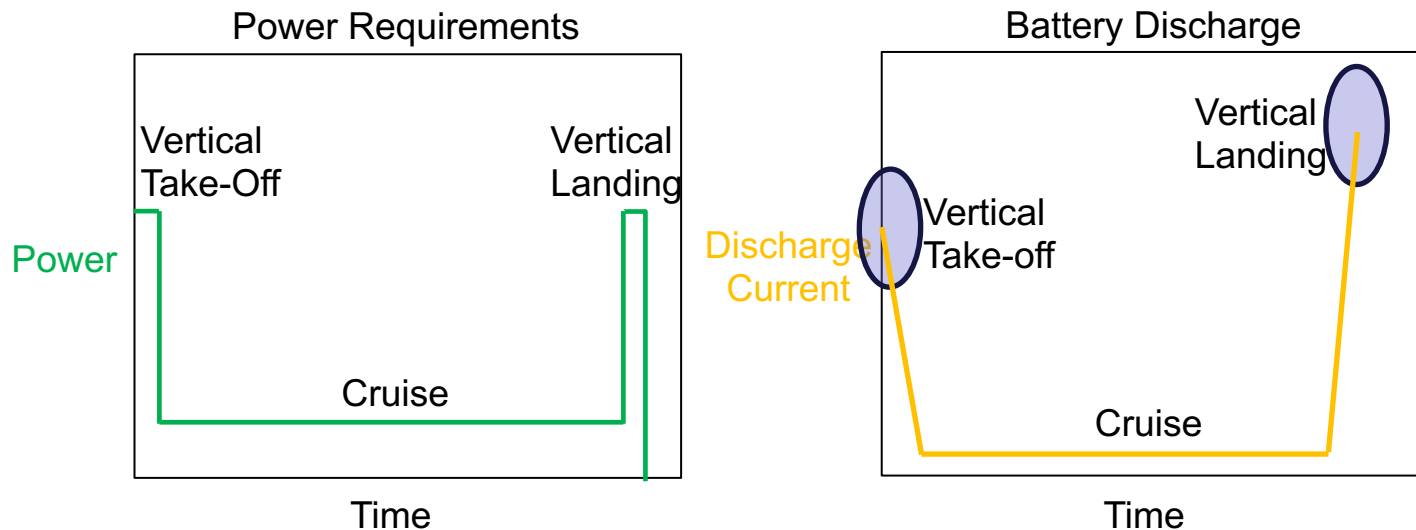 Power Requirements
Vertical
Take-Off
Vertical
Landing
Power
Cruise
Time
Battery Discharge
Vertical
Landing
Vertical
Take-off
Discharge
Current
Cruise
Time